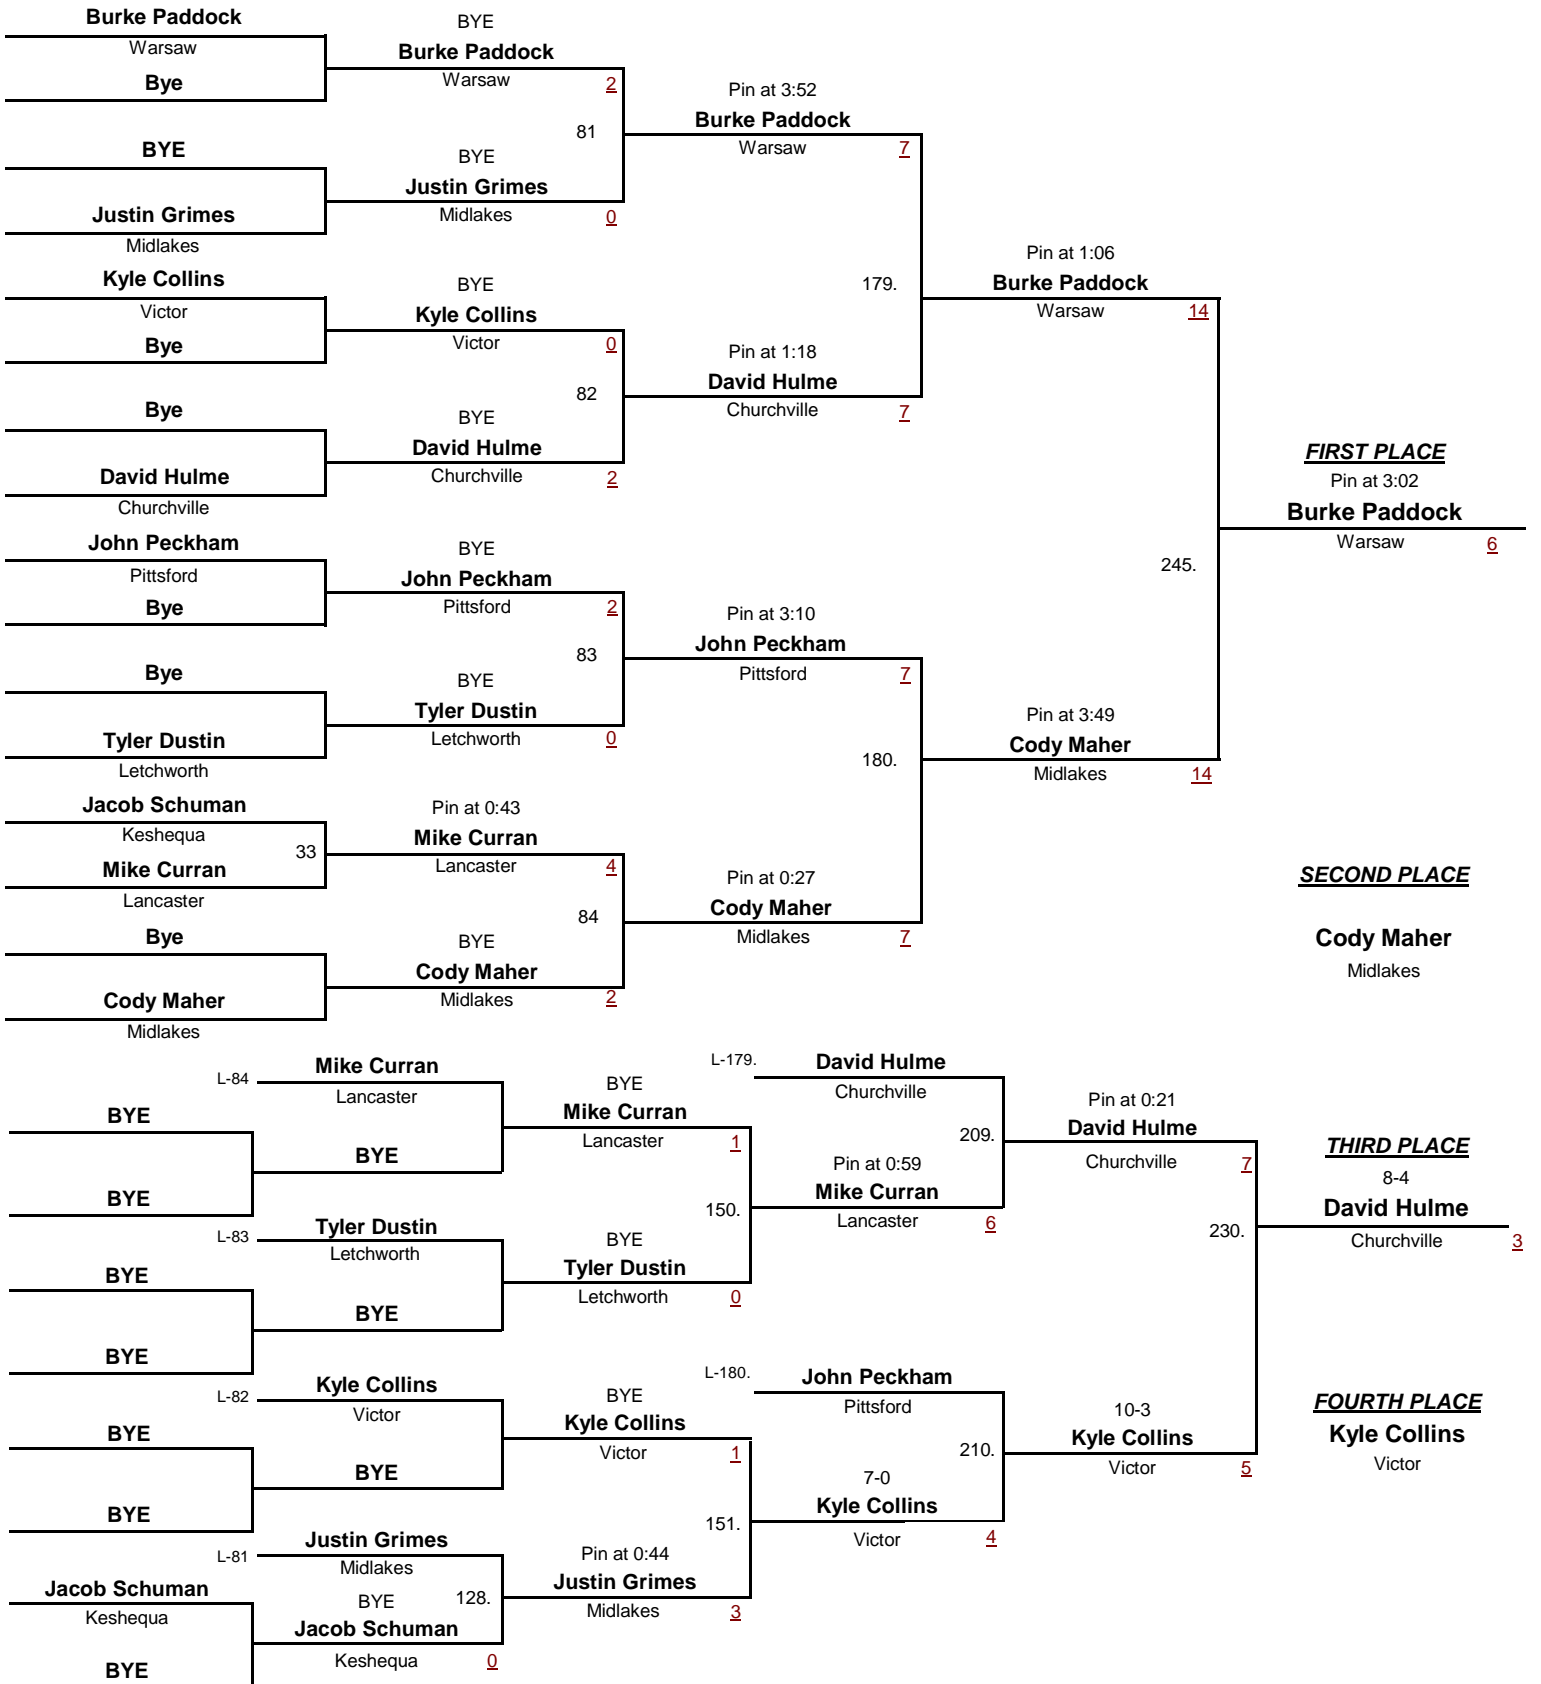 Burke Paddock
Warsaw
Bye
BYE
Burke Paddock
Warsaw
2
81
BYE
Justin Grimes
Midlakes
BYE
Justin Grimes
Midlakes
0
Pin at 3:52
Burke Paddock
Warsaw
7
Kyle Collins
Victor
Bye
BYE
Kyle Collins
Victor
0
82
Bye
David Hulme
Churchville
BYE
David Hulme
Churchville
2
Pin at 1:18
David Hulme
Churchville
7
179.
Pin at 1:06
Burke Paddock
Warsaw
14
John Peckham
Pittsford
Bye
BYE
John Peckham
Pittsford
2
83
Bye
Tyler Dustin
Letchworth
BYE
Tyler Dustin
Letchworth
0
Pin at 3:10
John Peckham
Pittsford
7
Jacob Schuman
Keshequa
33
Mike Curran
Lancaster
Pin at 0:43
Mike Curran
Lancaster
4
84
Bye
Cody Maher
Midlakes
BYE
Cody Maher
Midlakes
2
Pin at 0:27
Cody Maher
Midlakes
7
180.
Pin at 3:49
Cody Maher
Midlakes
14
245.
FIRST PLACE
Pin at 3:02
Burke Paddock
Warsaw
6
SECOND PLACE
Cody Maher
Midlakes
L-84
Mike Curran
Lancaster
BYE
BYE
BYE
BYE
Mike Curran
Lancaster
1
150.
L-83
Tyler Dustin
Letchworth
BYE
BYE
BYE
BYE
Tyler Dustin
Letchworth
0
L-179.
David Hulme
Churchville
209.
Pin at 0:59
Mike Curran
Lancaster
6
Pin at 0:21
David Hulme
Churchville
7
230.
L-82
Kyle Collins
Victor
BYE
BYE
BYE
BYE
Kyle Collins
Victor
1
151.
L-81
Justin Grimes
Midlakes
Jacob Schuman
Keshequa
BYE
BYE
Jacob Schuman
Keshequa
0
128.
Pin at 0:44
Justin Grimes
Midlakes
3
L-180.
John Peckham
Pittsford
210.
7-0
Kyle Collins
Victor
4
10-3
Kyle Collins
Victor
5
THIRD PLACE
8-4
David Hulme
Churchville
3
FOURTH PLACE
Kyle Collins
Victor